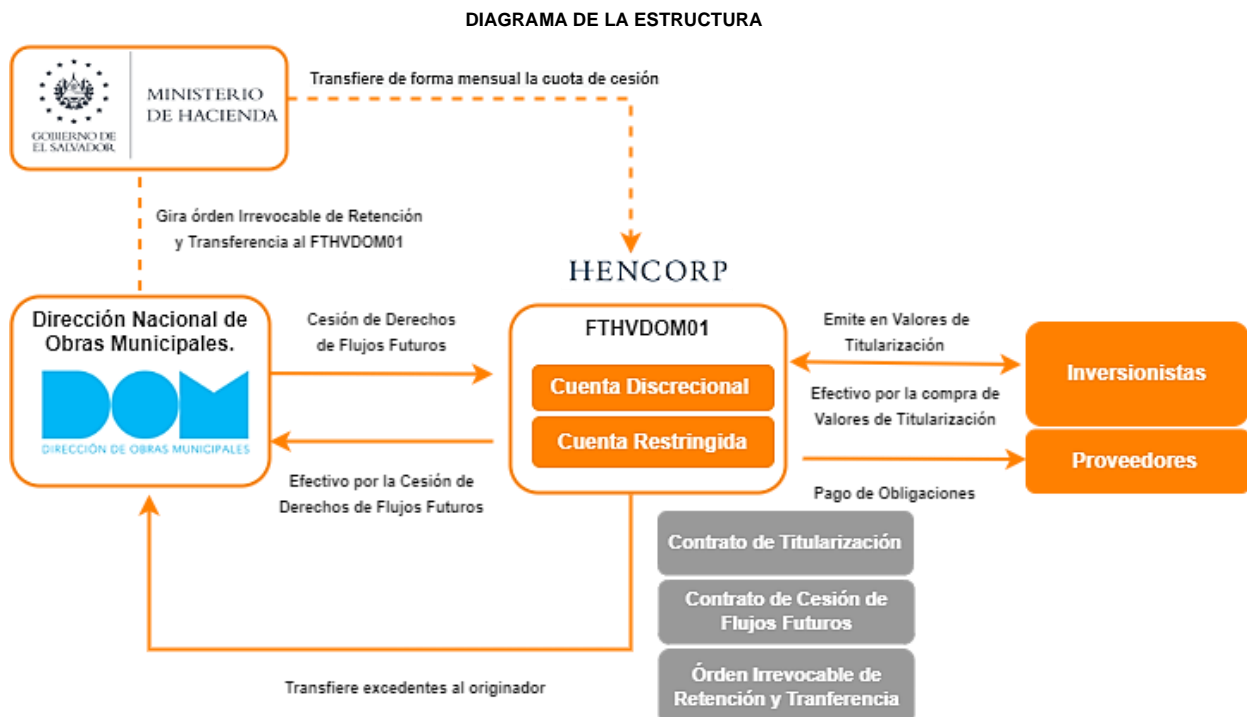 DIAGRAMA DE LA ESTRUCTURA
GOBIERNO DE
EL SALVADOR
MINISTERIO
DE HACIENDA
Transfiere de forma mensual la cuota de cesión
Gira órden Irrevocable de Retención
y Transferencia al FTHVDOM01
HENCORP
Dirección Nacional de
Obras Municipales.
DOM
DIRECCIÓN DE OBRAS MUNICIPALES
Cesión de Derechos
de Flujos Futuros
Efectivo por la Cesión de
Derechos de Flujos Futuros
FTHVDOM01
Cuenta Discrecional
Cuenta Restringida
Emite en Valores de
Titularización
Efectivo por la compra de
Valores de Titularización
Pago de Obligaciones
Inversionistas
Proveedores
Contrato de Titularización
Contrato de Cesión de
Flujos Futuros
Órden Irrevocable de
Retención y Tranferencia
Transfiere excedentes al originador